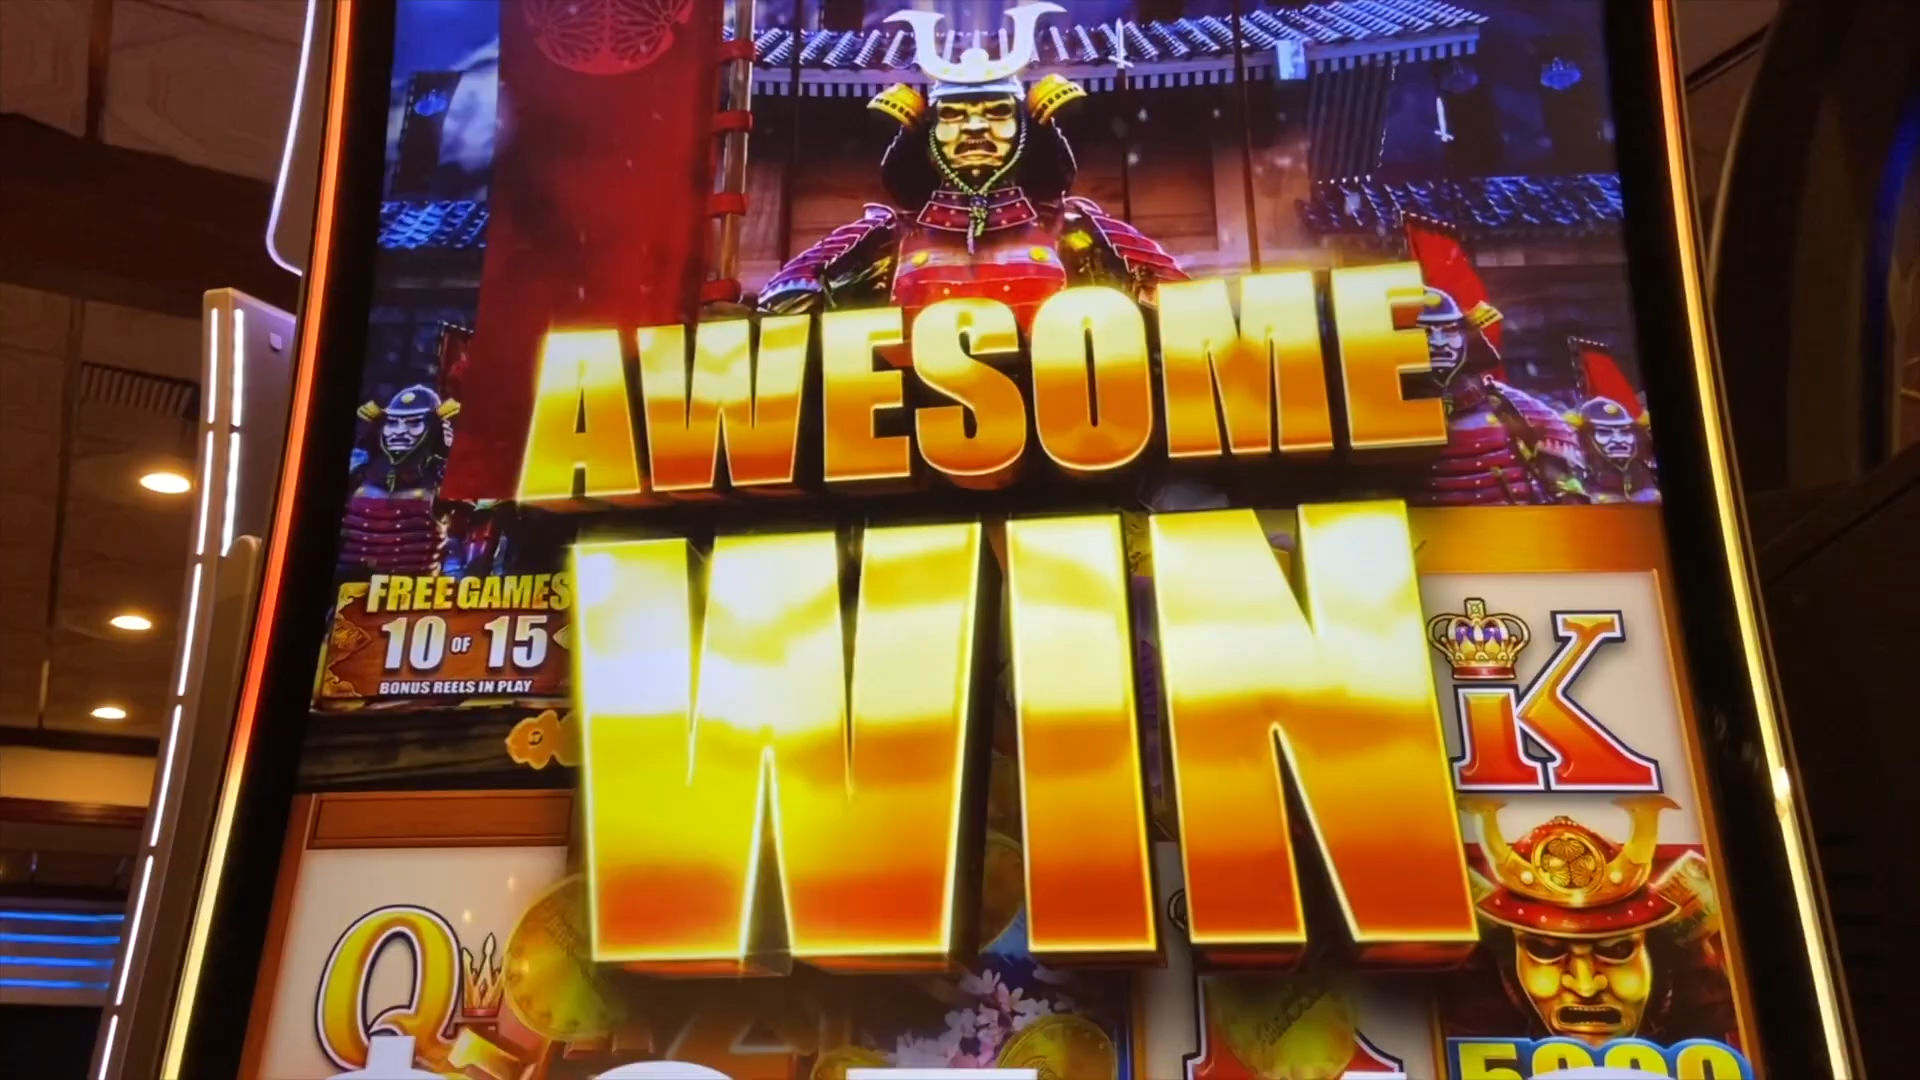 AWESOME
WIN
FREE GAMES
10 OF 15
BONUS REELS IN PLAY
K
Q